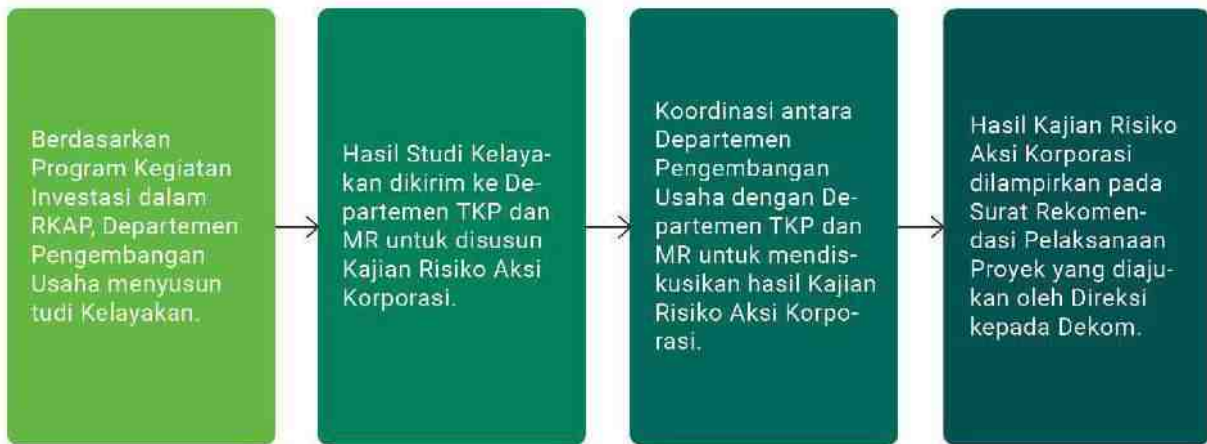 Berdasarkan
Program Kegiatan
Investasi dalam
RKAP, Departemen
Pengembangan
Usaha menyusun
tudi Kelayakan.
Hasil Studi Kelaya-
kan dikirim ke De-
partemen TKP dan
MR untuk disusun
Kajian Risiko Aksi
Korporasi.
Koordinasi antara
Departemen
Pengembangan
Usaha dengan De-
partemen TKP dan
MR untuk mendis-
kusikan hasil Kajian
Risiko Aksi Korpo-
rasi.
Hasil Kajian Risiko
Aksi Korporasi
dilampirkan pada
Surat Rekomen-
dasi Pelaksanaan
Proyek yang diaju-
kan oleh Direksi
kepada Dekom.